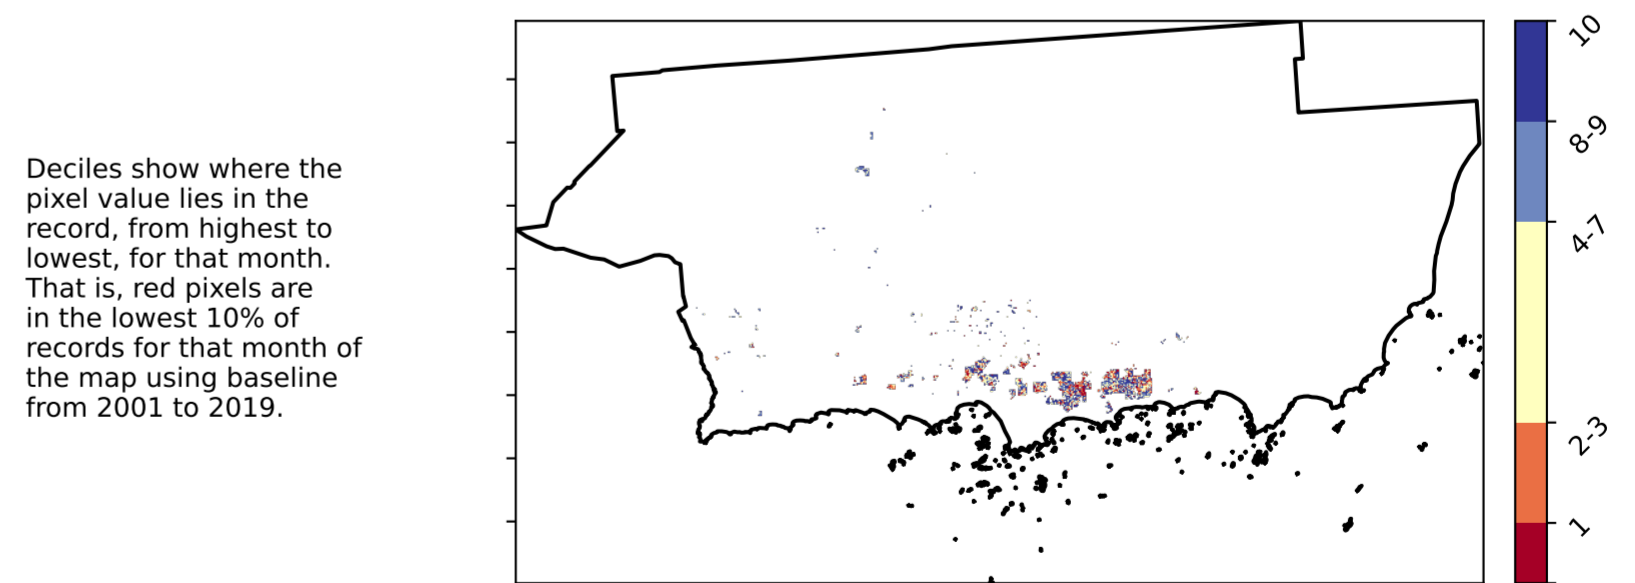 Deciles show where the
pixel value lies in the
record, from highest to
lowest, for that month.
That is, red pixels are
in the lowest 10% of
records for that month of
the map using baseline
from 2001 to 2019.
10
8-9
4-7
2-3
1